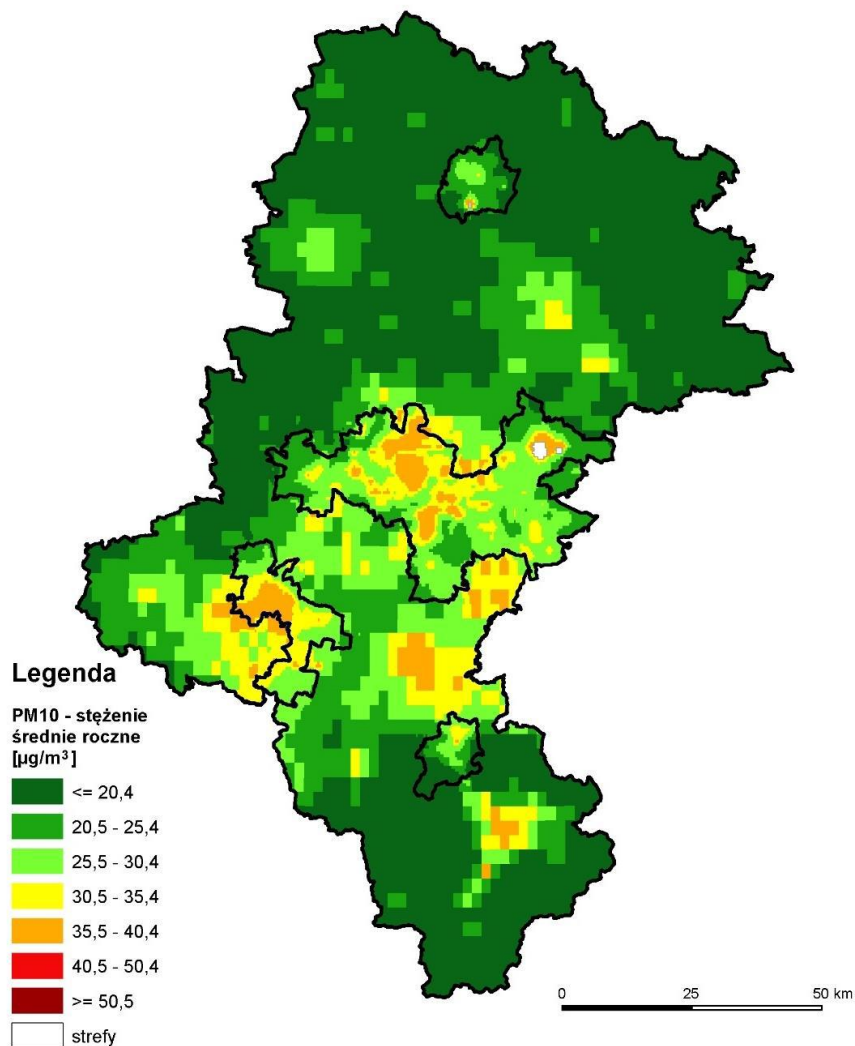 Legenda
PM10 - stężenie
średnie roczne
[µg/m³]
<= 20,4
20,5 - 25,4
25,5 - 30,4
30,5 - 35,4
35,5 - 40,4
40,5 - 50,4
>= 50,5
strefy
0 25 50 km